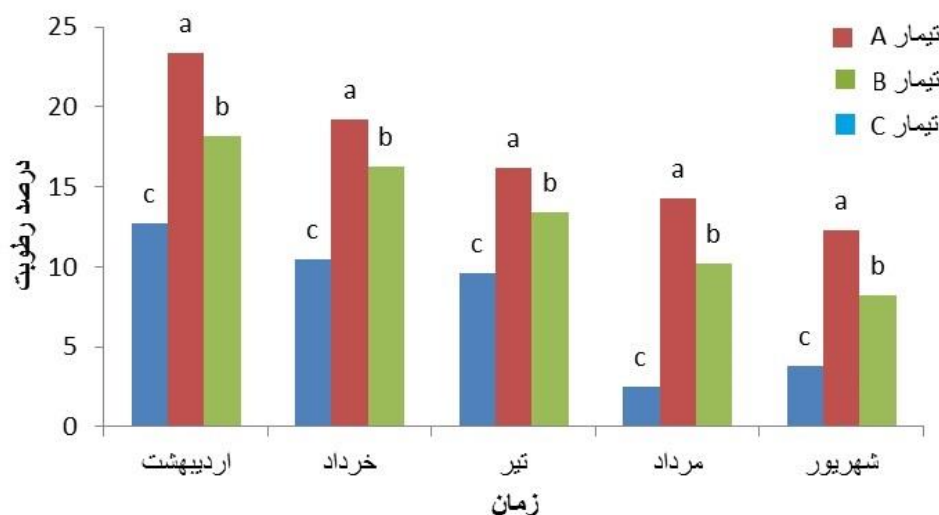 تیمار A
تیمار B
تیمار C
درصد رطوبت
25
20
15
10
5
0
c a b
c a b
c a b
c a b
c a b
اردیبهشت خرداد تیر مرداد شهریور
زمان